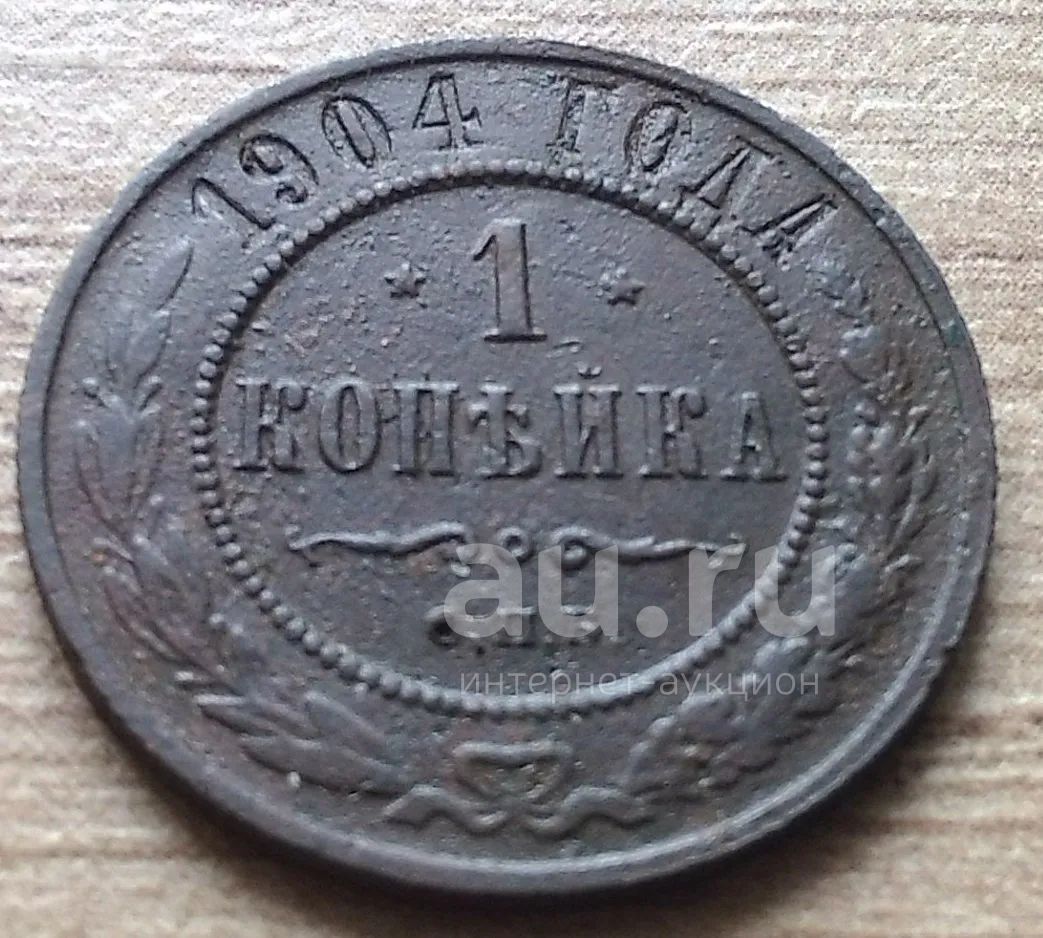 1904 ГОДА
1
КОПѢЙКА
С.П.Б.
au.ru
интернет-аукцион